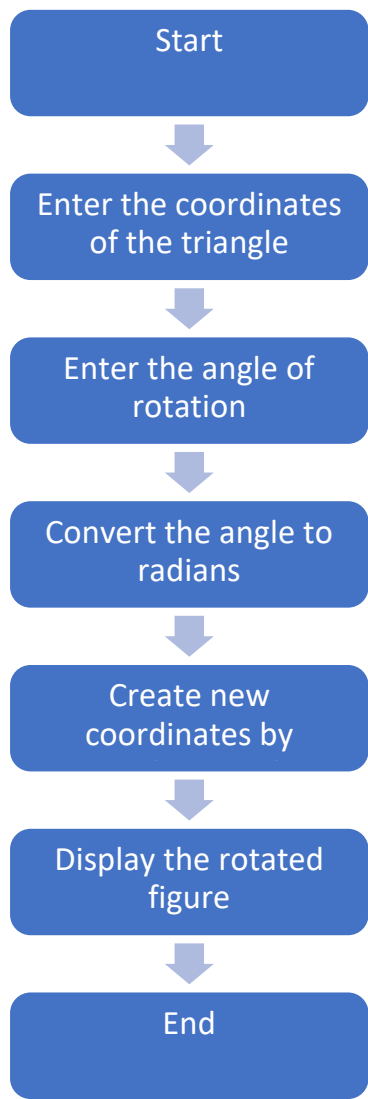 Start
Enter the coordinates
of the triangle
Enter the angle of
rotation
Convert the angle to
radians
Create new
coordinates by
Display the rotated
figure
End